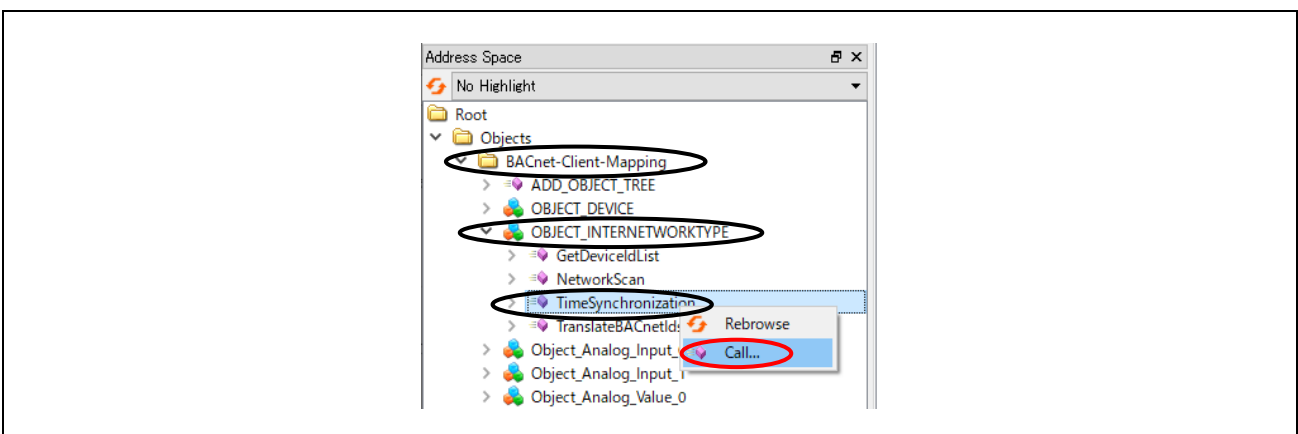 Address Space
No Highlight
Root
Objects
BACnet-Client-Mapping
ADD_OBJECT_TREE
OBJECT_DEVICE
OBJECT_INTERNETWORKTYPE
GetDeviceIdList
NetworkScan
TimeSynchronization
TranslateBACnetIds
Rebrowse
Object_Analog_Input_
Call...
Object_Analog_Input_1
Object_Analog_Value_0